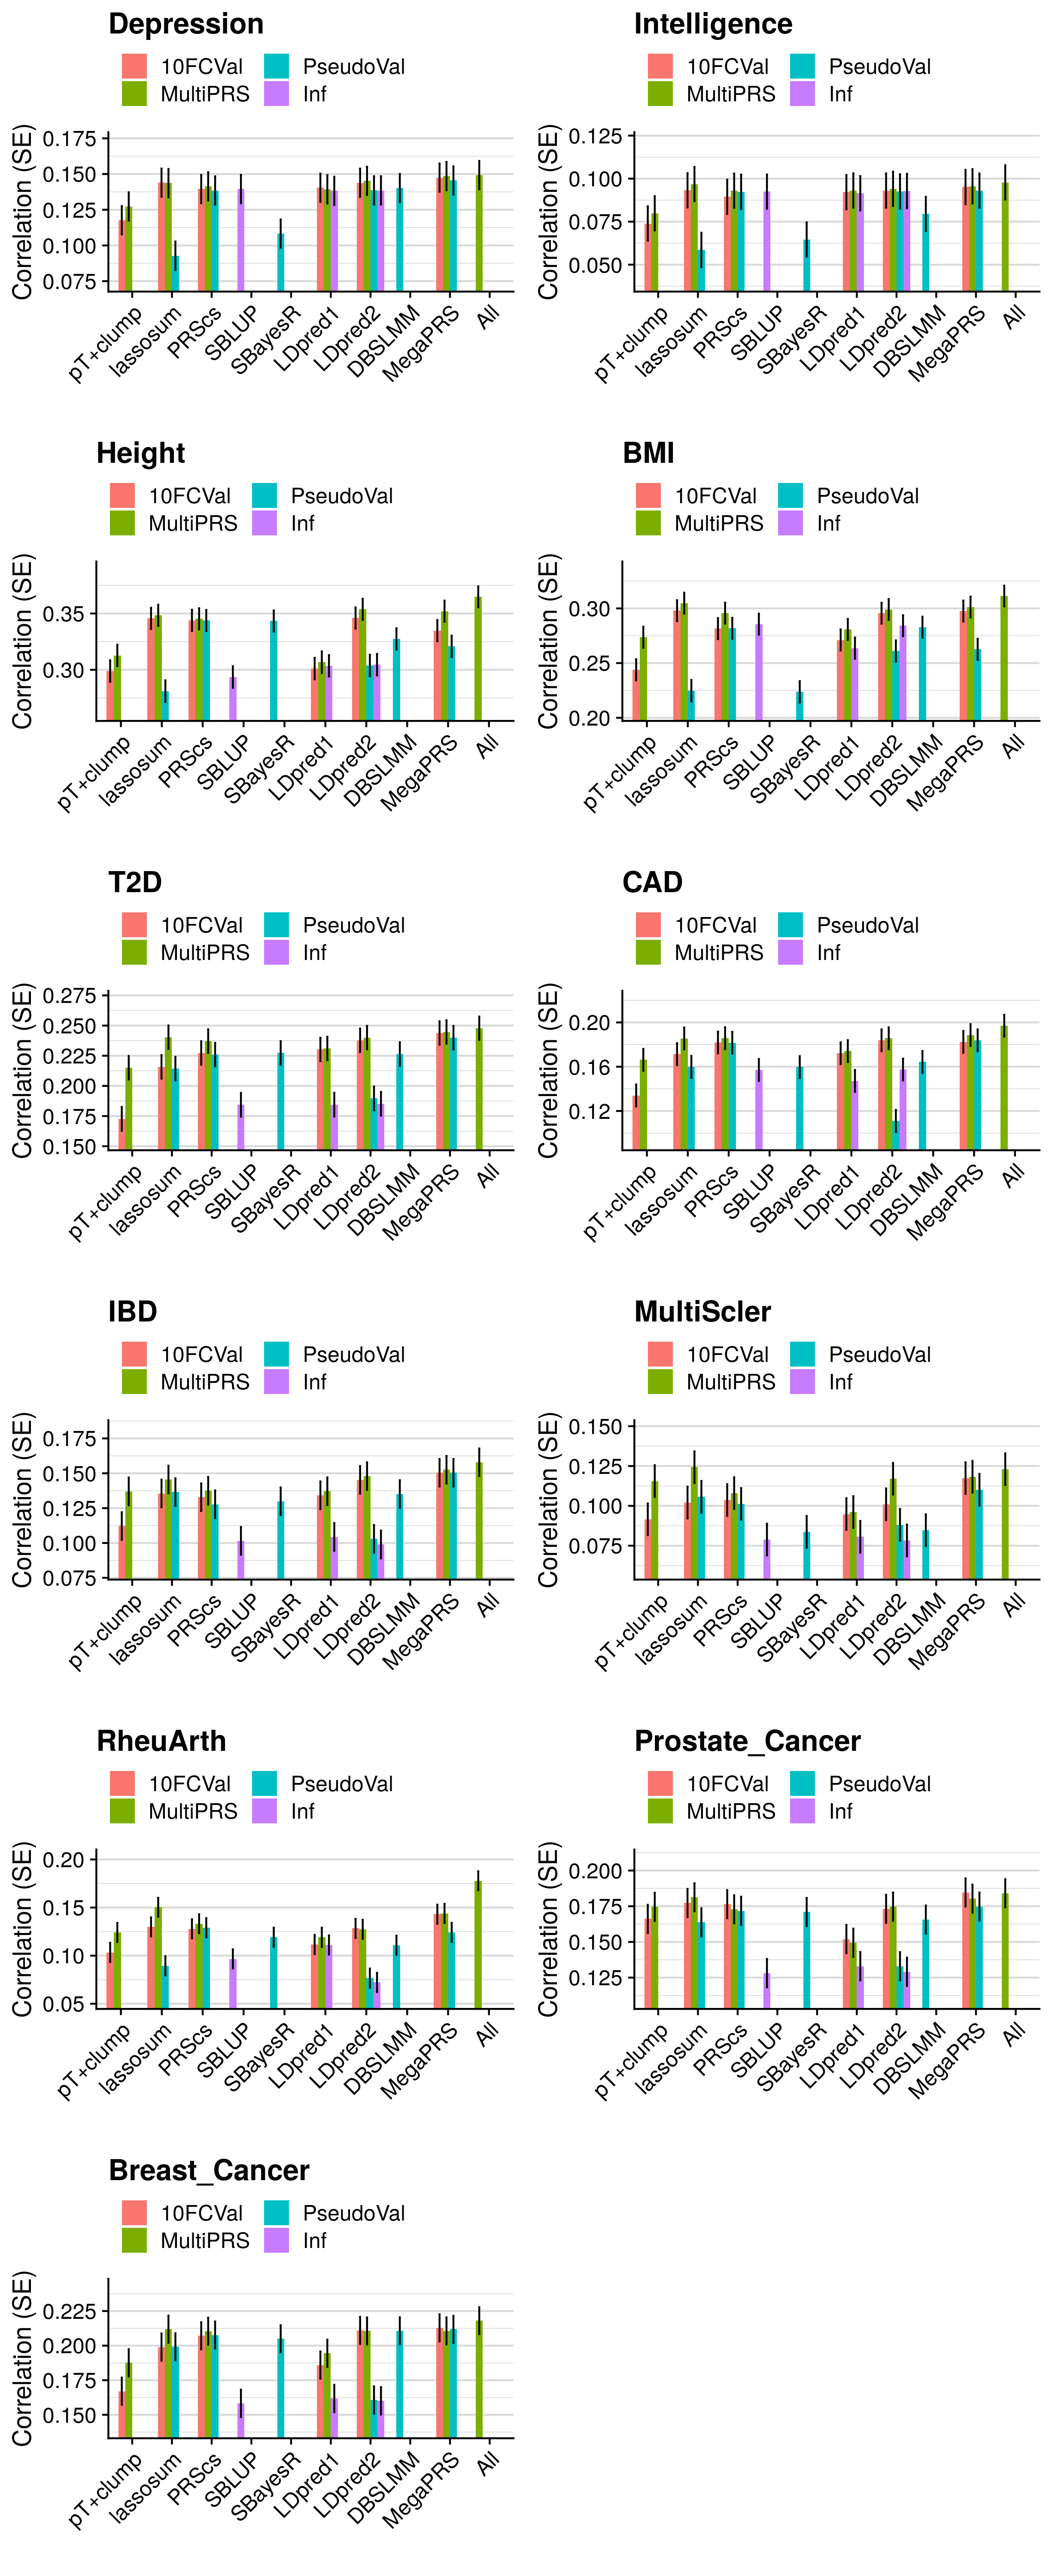 Depression
10FCVal PseudoVal
MultiPRS Inf
Correlation (SE)
0.175
0.150
0.125
0.100
0.075
pT+clump lassosum PRScs SBLUP SBayesR LDpred1 LDpred2 DBSLMM MegaPRS All
Intelligence
10FCVal PseudoVal
MultiPRS Inf
Correlation (SE)
0.125
0.100
0.075
0.050
pT+clump lassosum PRScs SBLUP SBayesR LDpred1 LDpred2 DBSLMM MegaPRS All
Height
10FCVal PseudoVal
MultiPRS Inf
Correlation (SE)
0.35
0.30
pT+clump lassosum PRScs SBLUP SBayesR LDpred1 LDpred2 DBSLMM MegaPRS All
BMI
10FCVal PseudoVal
MultiPRS Inf
Correlation (SE)
0.30
0.25
0.20
pT+clump lassosum PRScs SBLUP SBayesR LDpred1 LDpred2 DBSLMM MegaPRS All
T2D
10FCVal PseudoVal
MultiPRS Inf
Correlation (SE)
0.275
0.250
0.225
0.200
0.175
0.150
pT+clump lassosum PRScs SBLUP SBayesR LDpred1 LDpred2 DBSLMM MegaPRS All
CAD
10FCVal PseudoVal
MultiPRS Inf
Correlation (SE)
0.20
0.16
0.12
pT+clump lassosum PRScs SBLUP SBayesR LDpred1 LDpred2 DBSLMM MegaPRS All
IBD
10FCVal PseudoVal
MultiPRS Inf
Correlation (SE)
0.175
0.150
0.125
0.100
0.075
pT+clump lassosum PRScs SBLUP SBayesR LDpred1 LDpred2 DBSLMM MegaPRS All
MultiScler
10FCVal PseudoVal
MultiPRS Inf
Correlation (SE)
0.150
0.125
0.100
0.075
pT+clump lassosum PRScs SBLUP SBayesR LDpred1 LDpred2 DBSLMM MegaPRS All
RheuArth
10FCVal PseudoVal
MultiPRS Inf
Correlation (SE)
0.20
0.15
0.10
0.05
pT+clump lassosum PRScs SBLUP SBayesR LDpred1 LDpred2 DBSLMM MegaPRS All
Prostate_Cancer
10FCVal PseudoVal
MultiPRS Inf
Correlation (SE)
0.200
0.175
0.150
0.125
pT+clump lassosum PRScs SBLUP SBayesR LDpred1 LDpred2 DBSLMM MegaPRS All
Breast_Cancer
10FCVal PseudoVal
MultiPRS Inf
Correlation (SE)
0.225
0.200
0.175
0.150
pT+clump lassosum PRScs SBLUP SBayesR LDpred1 LDpred2 DBSLMM MegaPRS All